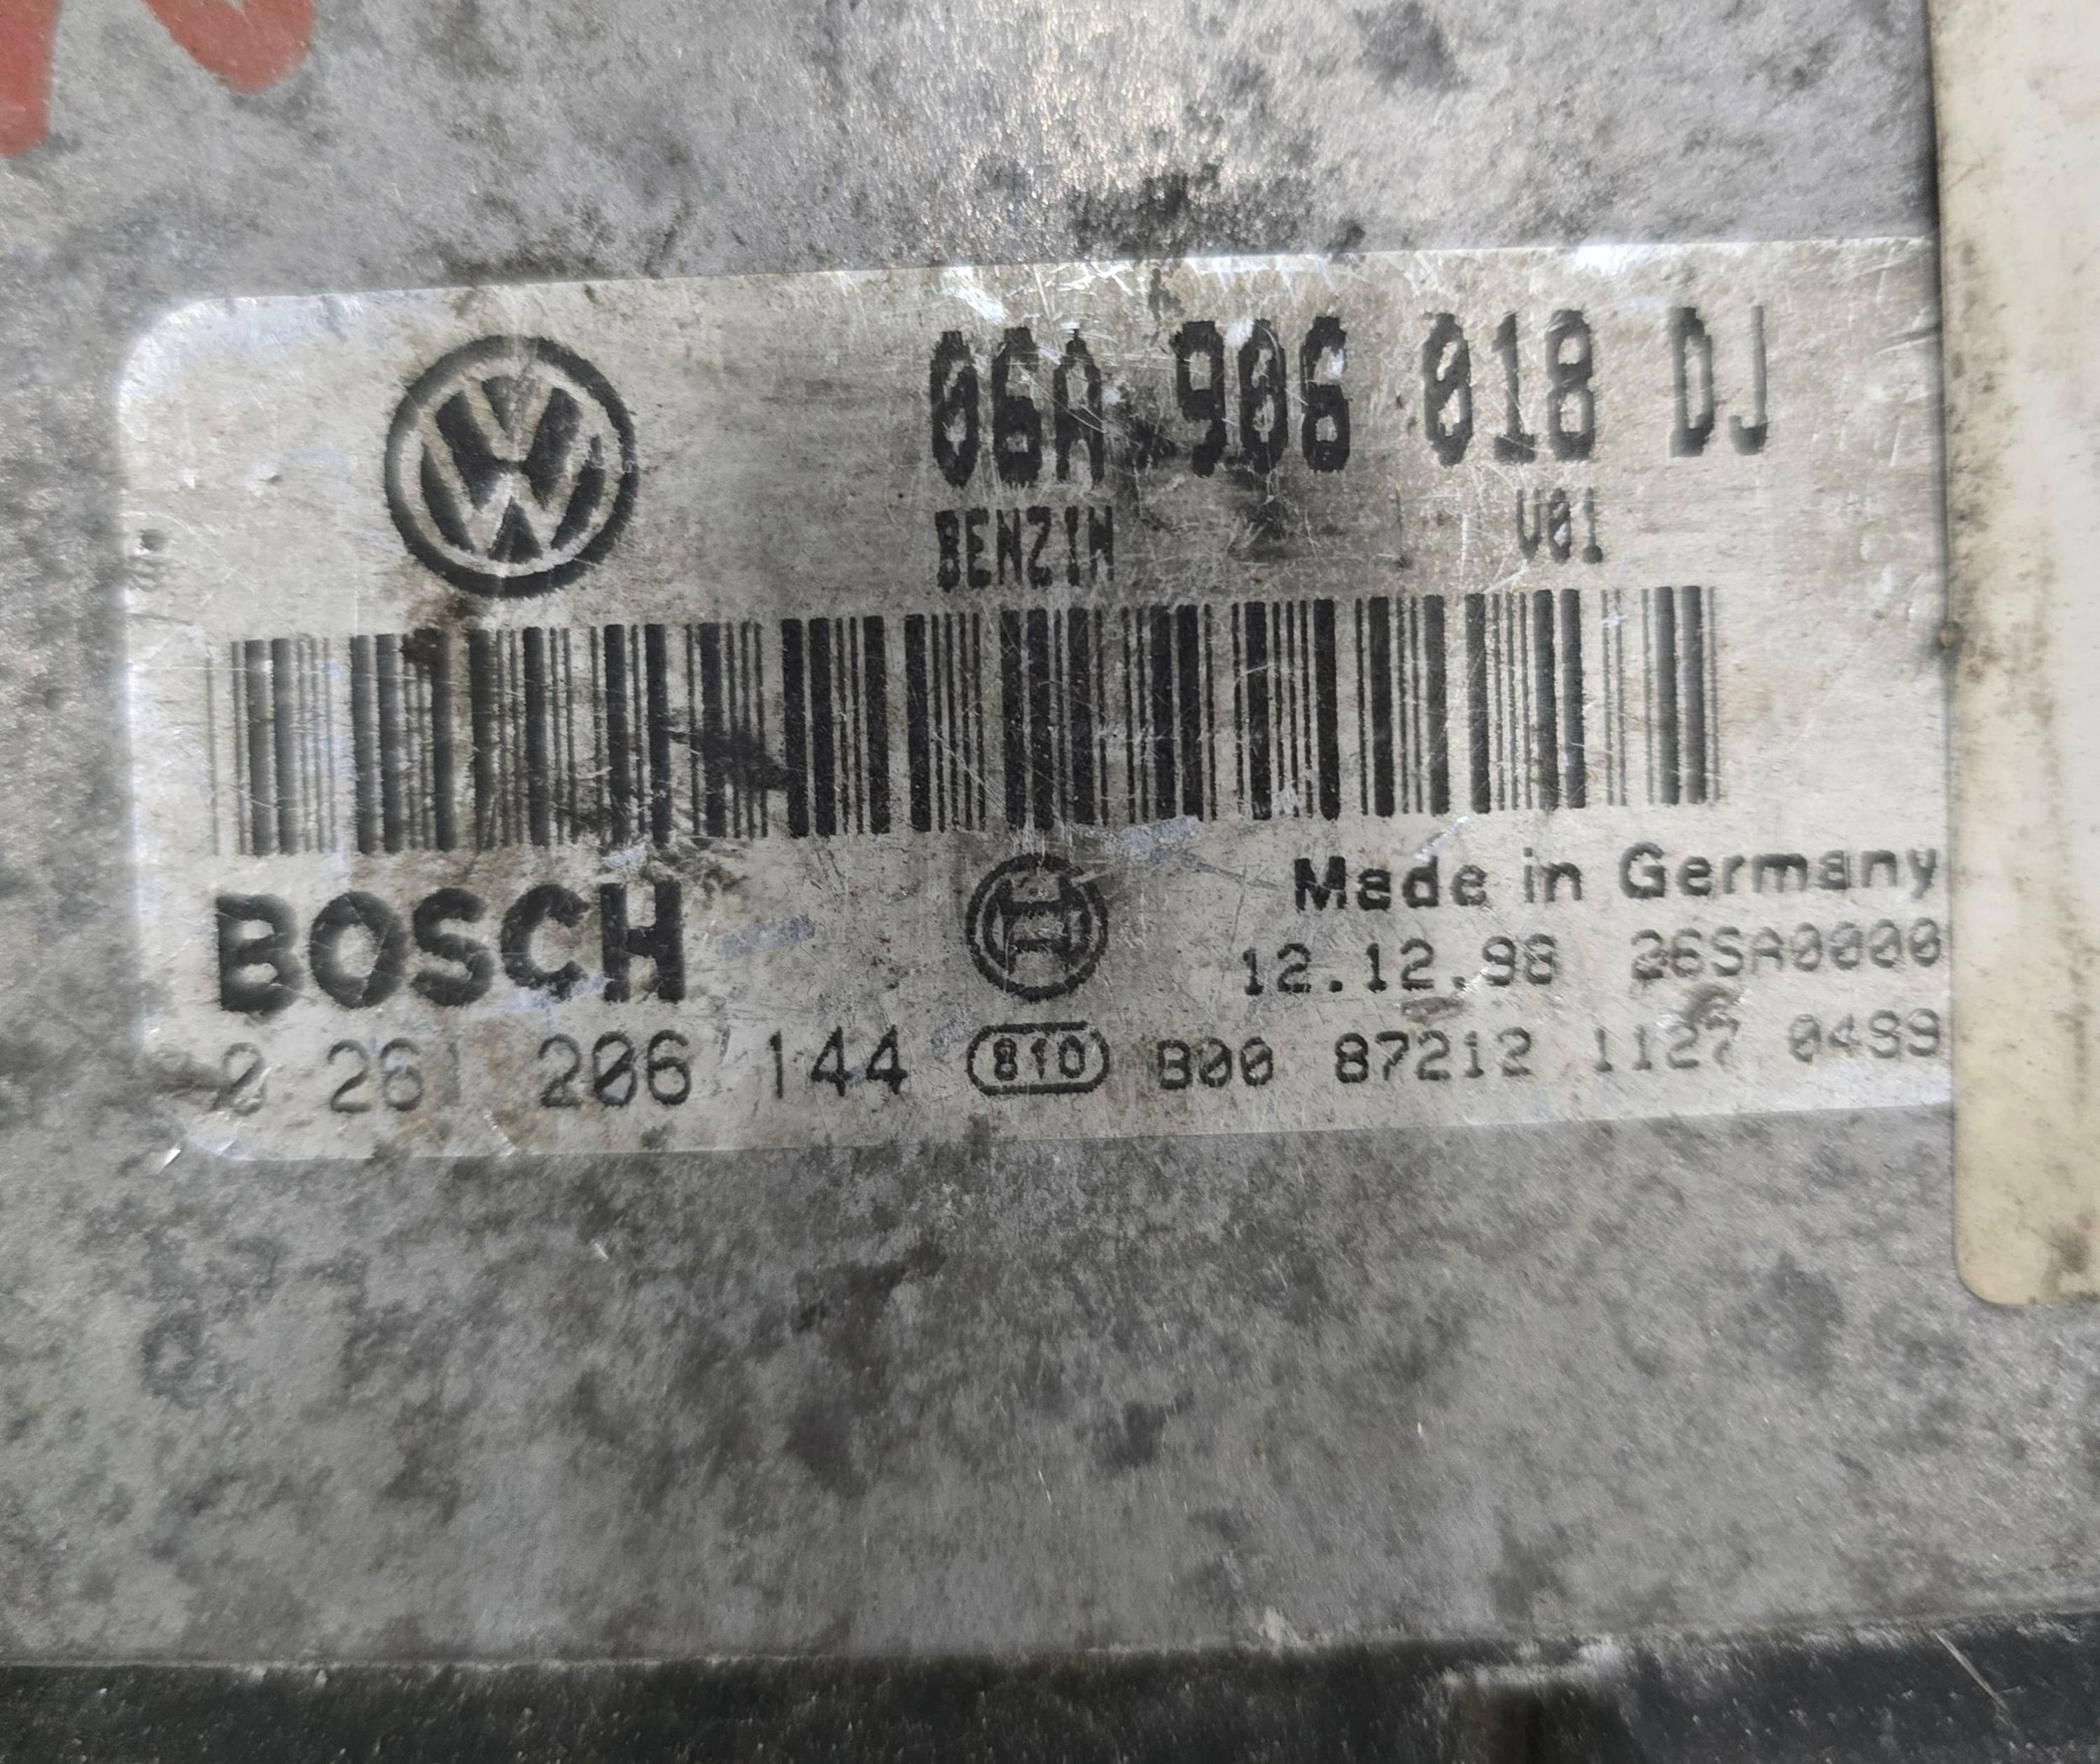 06A 906 018 DJ
BENZIN V01
BOSCH
Made in Germany
12.12.98 26SA0000
0 261 206 144 810 B00 87212 1127 0499